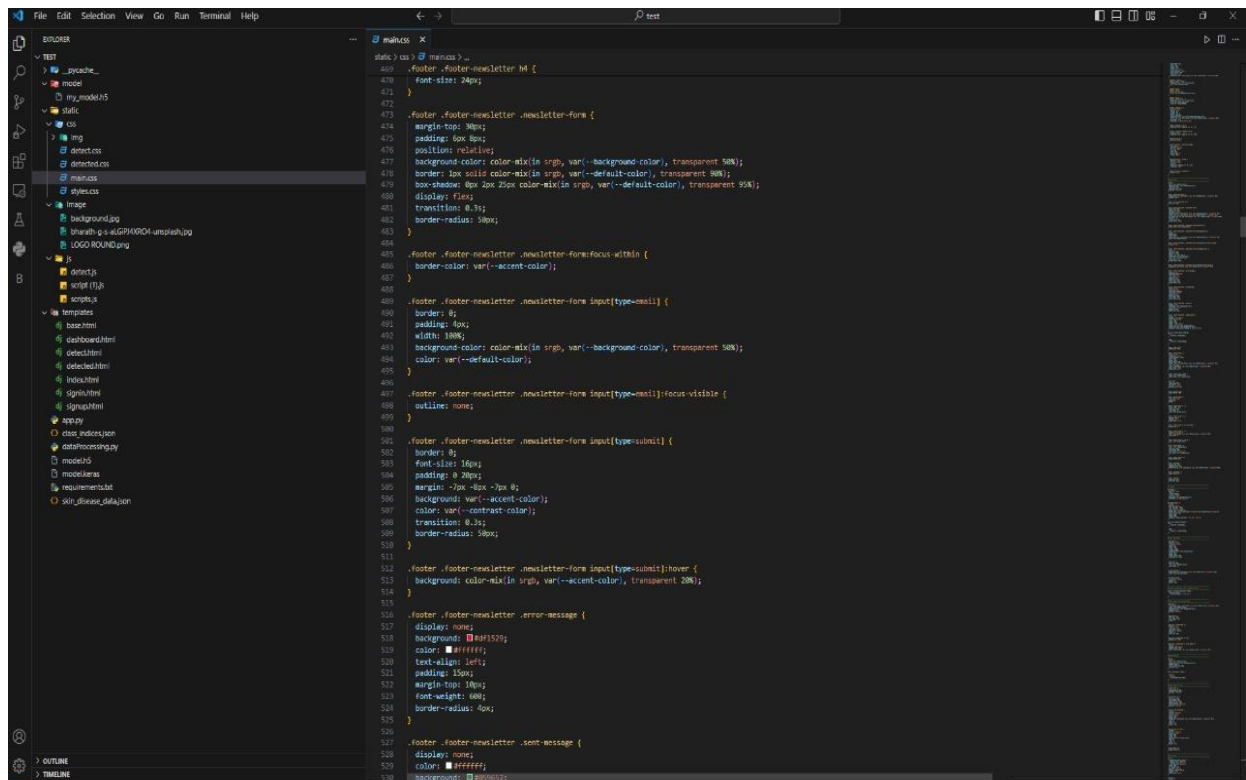 File Edit Selection View Go Run Terminal Help
test
EXPLORER
TEST
__pycache__
model
my_model.h5
static
css
img
detect.css
detected.css
main.css
styles.css
image
background.jpg
bharath-g-s-aLGiPJ4XRO4-unsplash.jpg
LOGO ROUND.png
js
detect.js
script (1).js
scripts.js
templates
base.html
dashboard.html
detect.html
detected.html
index.html
signin.html
signup.html
app.py
class_indices.json
dataProcessing.py
model.h5
model.keras
requirements.txt
skin_disease_data.json
OUTLINE
TIMELINE
main.css
static > css > main.css > ...
469 .footer .footer-newsletter h4 {
470 font-size: 24px;
471 }
472
473 .footer .footer-newsletter .newsletter-form {
474 margin-top: 30px;
475 padding: 6px 8px;
476 position: relative;
477 background-color: color-mix(in srgb, var(--background-color), transparent 50%);
478 border: 1px solid color-mix(in srgb, var(--default-color), transparent 90%);
479 box-shadow: 0px 2px 25px color-mix(in srgb, var(--default-color), transparent 95%);
480 display: flex;
481 transition: 0.3s;
482 border-radius: 50px;
483 }
484
485 .footer .footer-newsletter .newsletter-form:focus-within {
486 border-color: var(--accent-color);
487 }
488
489 .footer .footer-newsletter .newsletter-form input[type=email] {
490 border: 0;
491 padding: 4px;
492 width: 100%;
493 background-color: color-mix(in srgb, var(--background-color), transparent 50%);
494 color: var(--default-color);
495 }
496
497 .footer .footer-newsletter .newsletter-form input[type=email]:focus-visible {
498 outline: none;
499 }
500
501 .footer .footer-newsletter .newsletter-form input[type=submit] {
502 border: 0;
503 font-size: 16px;
504 padding: 0 20px;
505 margin: -7px -8px -7px 0;
506 background: var(--accent-color);
507 color: var(--contrast-color);
508 transition: 0.3s;
509 border-radius: 50px;
510 }
511
512 .footer .footer-newsletter .newsletter-form input[type=submit]:hover {
513 background: color-mix(in srgb, var(--accent-color), transparent 20%);
514 }
515
516 .footer .footer-newsletter .error-message {
517 display: none;
518 background: #df1529;
519 color: #ffffff;
520 text-align: left;
521 padding: 15px;
522 margin-top: 10px;
523 font-weight: 600;
524 border-radius: 4px;
525 }
526
527 .footer .footer-newsletter .sent-message {
528 display: none;
529 color: #ffffff;
530 background: #059652;